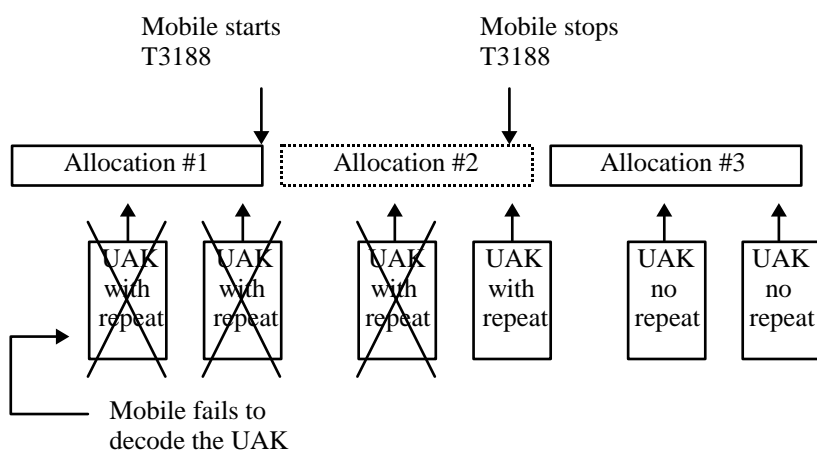 Mobile starts
T3188
Mobile stops
T3188
Allocation #1
Allocation #2
Allocation #3
UAK
with
repeat
UAK
with
repeat
UAK
with
repeat
UAK
with
repeat
UAK
no
repeat
UAK
no
repeat
Mobile fails to
decode the UAK